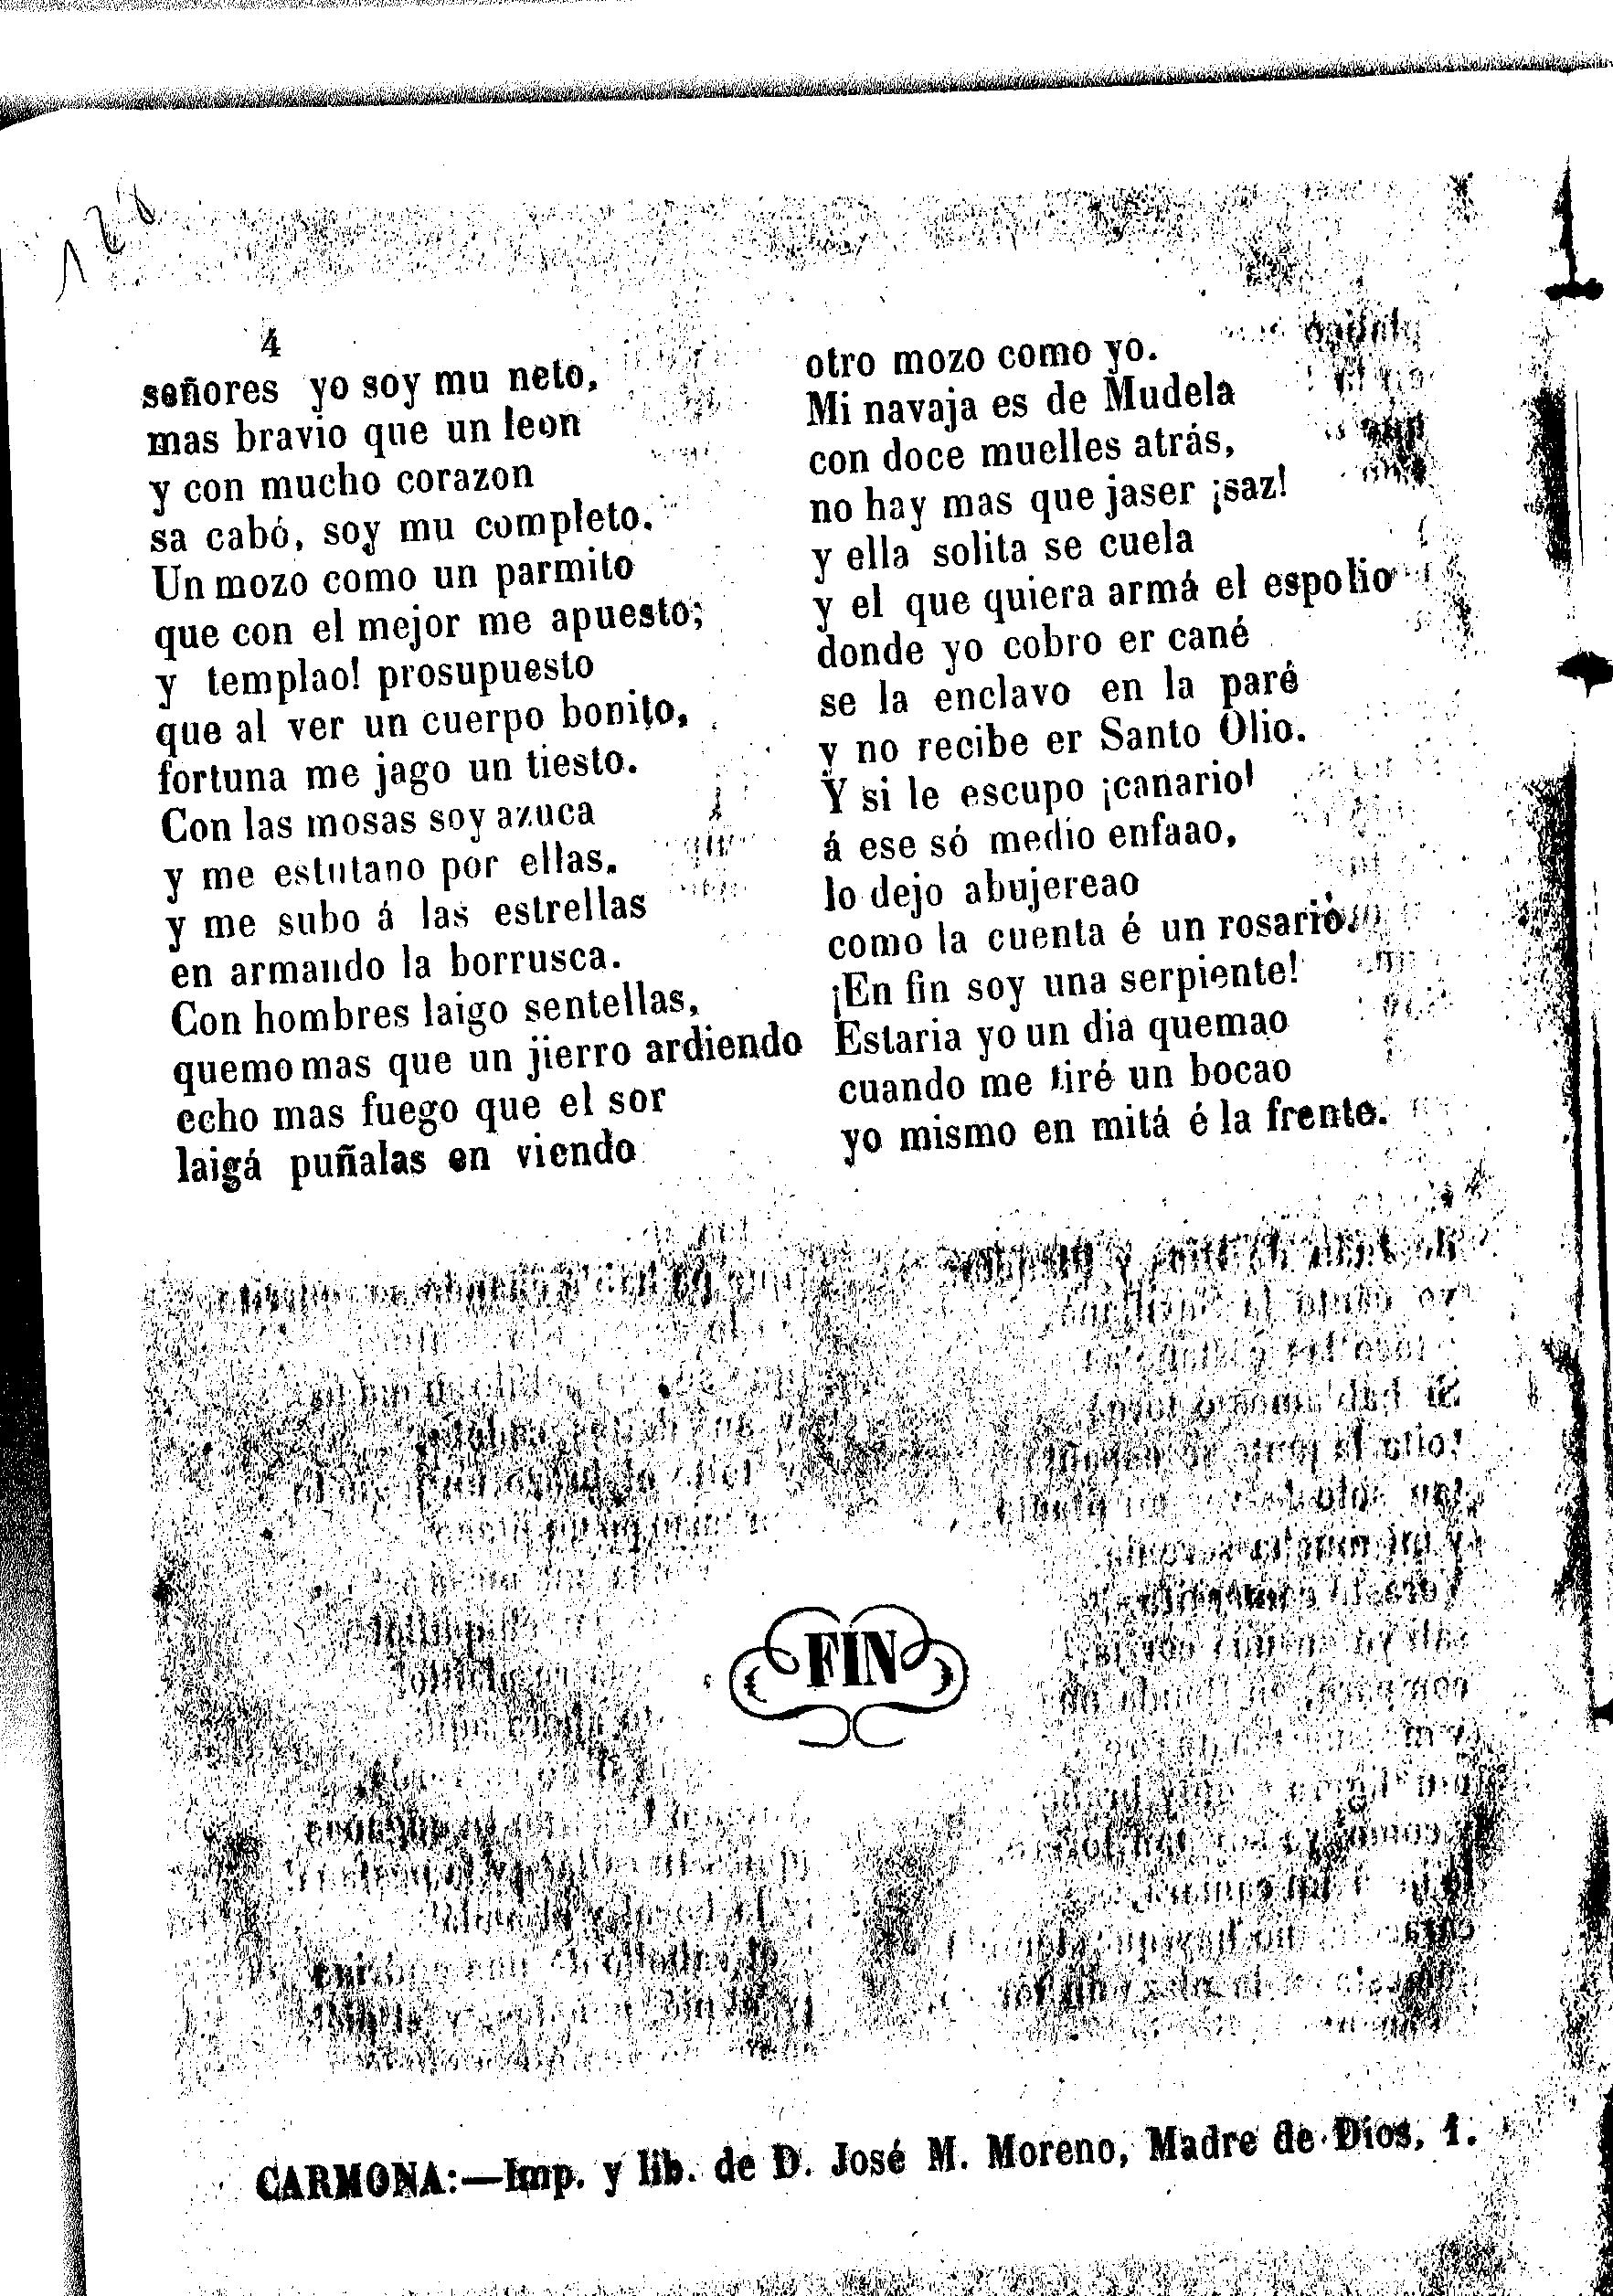 4
señores yo soy mu neto,
mas bravio que un leon
y con mucho corazon
sa cabó, soy mu completo.
Un mozo como un parmito
que con el mejor me apuesto;
y templao! prosupuesto
que al ver un cuerpo bonito,
fortuna me jago un tiesto.
Con las mosas soy azuca
y me estutano por ellas.
y me subo á las estrellas
en armando la borrusca.
Con hombres laigo sentellas,
quemo mas que un jierro ardiendo
echo mas fuego que el sor
laigá puñalas en viendo
otro mozo como yo.
Mi navaja es de Mudela
con doce muelles atrás,
no hay mas que jaser ¡saz!
y ella solita se cuela
y el que quiera armá el espolio
donde yo cobro er cané
se la enclavo en la paré
y no recibe er Santo Olio.
Y si le escupo ¡canario!
á ese só medio enfaao,
lo dejo abujereao
como la cuenta é un rosario.
¡En fin soy una serpiente!
Estaria yo un dia quemao
cuando me tiré un bocao
yo mismo en mitá é la frente.
FIN
CARMONA:—Imp. y lib. de D. José M. Moreno, Madre de Dios, 1.